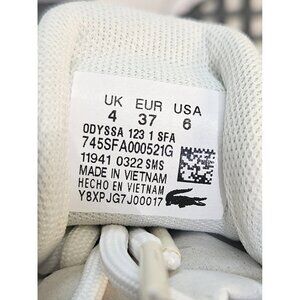 UK EUR USA
4 37 6
ODYSSA 123 1 SFA
745SFA000521G
11941 0322 SMS
MADE IN VIETNAM
HECHO EN VIETNAM
Y8XPJG7J00017